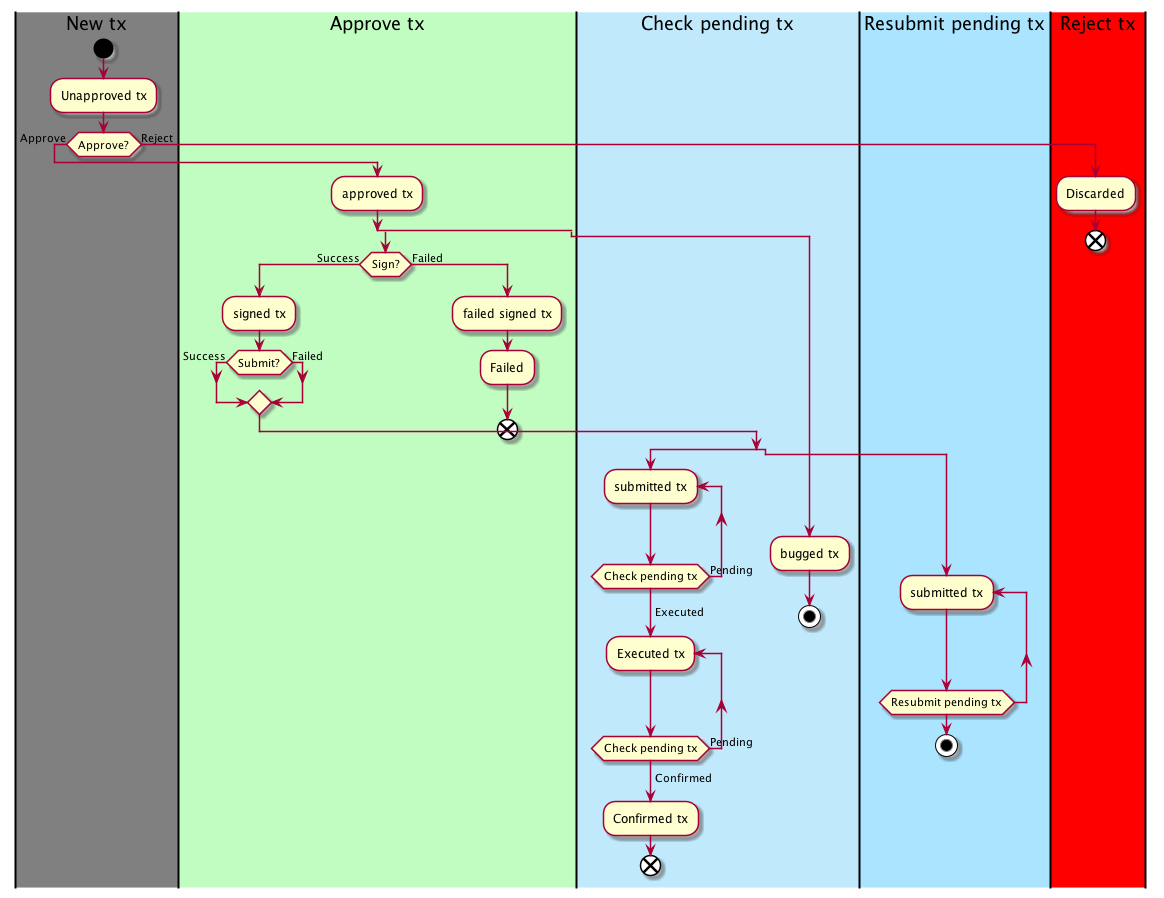 New tx
Approve tx
Check pending tx
Resubmit pending tx
Reject tx
Unapproved tx
Approve
Approve?
Reject
approved tx
Discarded
Success
Sign?
Failed
signed tx
failed signed tx
Success
Submit?
Failed
Failed
submitted tx
bugged tx
Check pending tx
Pending
submitted tx
Executed
Executed tx
Resubmit pending tx
Check pending tx
Pending
Confirmed
Confirmed tx